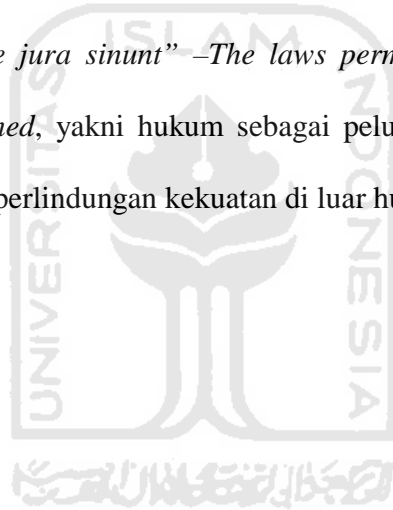 e jura sinunt” –The laws perm
ned, yakni hukum sebagai pelu
perlindungan kekuatan di luar hu
UNIVERSITAS ISLAM INDONESIA